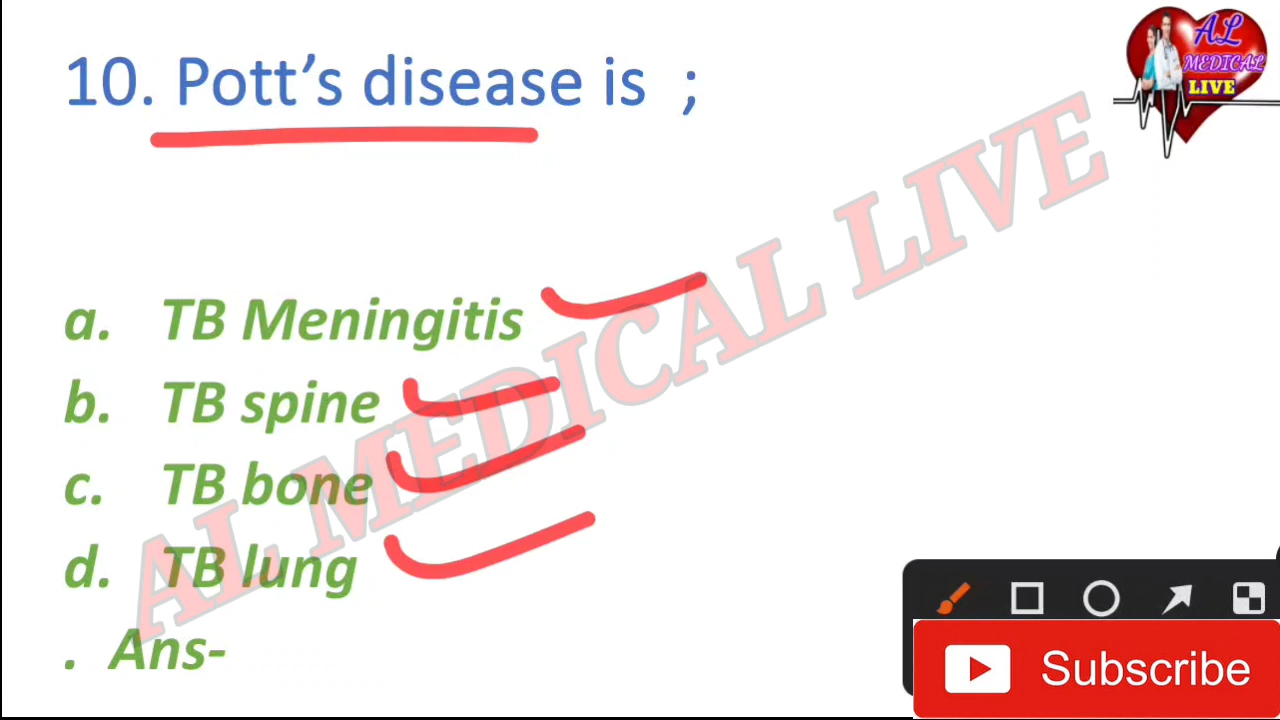 10. Pott’s disease is ;
AL
MEDICAL
LIVE
AL MEDICAL LIVE
a. TB Meningitis
b. TB spine
c. TB bone
d. TB lung
. Ans-
Subscribe